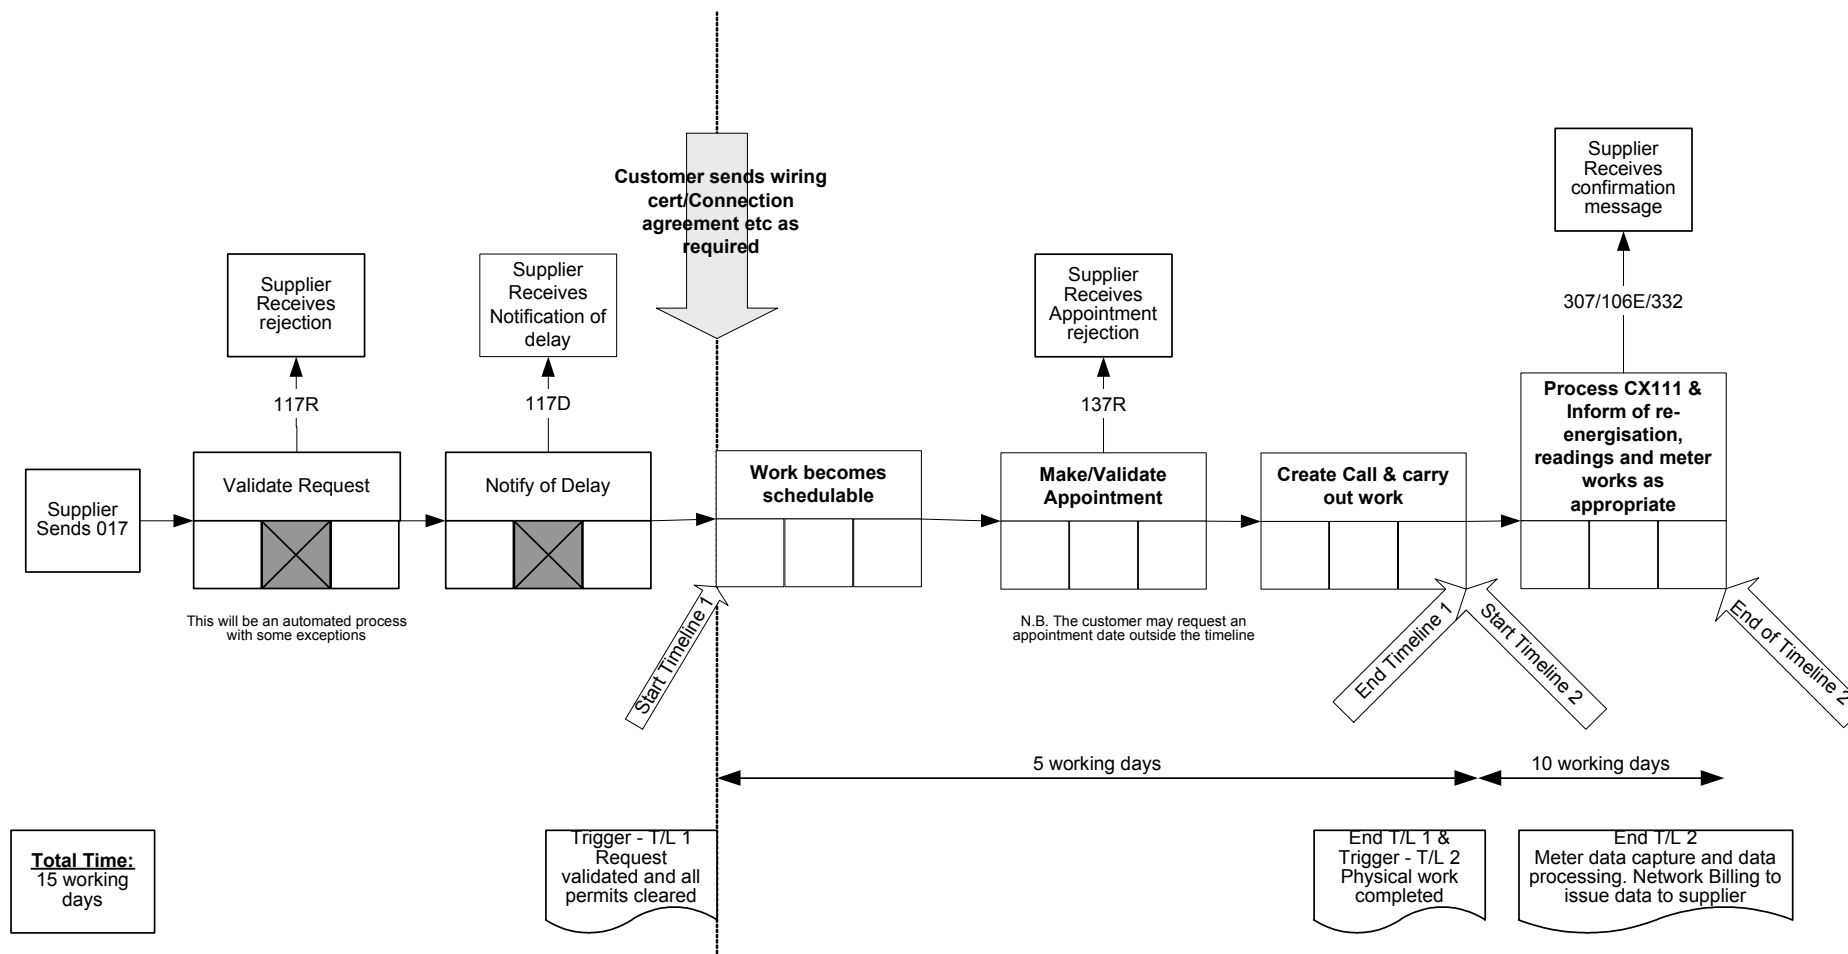 Customer sends wiring
cert/Connection
agreement etc as
required
Supplier
Receives
confirmation
message
Supplier
Receives
rejection
Supplier
Receives
Notification of
delay
Supplier
Receives
Appointment
rejection
307/106E/332
117R
117D
137R
Supplier
Sends 017
Validate Request
Notify of Delay
Work becomes
schedulable
Make/Validate
Appointment
Create Call & carry
out work
Process CX111 &
Inform of re-
energisation,
readings and meter
works as
appropriate
This will be an automated process
with some exceptions
N.B. The customer may request an
appointment date outside the timeline
Start Timeline 1
End Timeline 1
Start Timeline 2
End of Timeline 2
5 working days
10 working days
Total Time:
15 working
days
Trigger - T/L 1
Request
validated and all
permits cleared
End T/L 1 &
Trigger - T/L 2
Physical work
completed
End T/L 2
Meter data capture and data
processing. Network Billing to
issue data to supplier